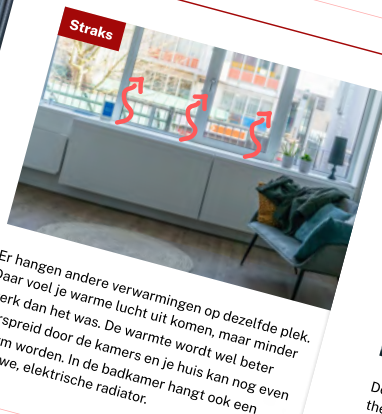 Straks
Er hangen andere verwarmingen op dezelfde plek.
Daar voel je warme lucht uit komen, maar minder
erk dan het was. De warmte wordt wel beter
rspreid door de kamers en je huis kan nog even
m worden. In de badkamer hangt ook een
we, elektrische radiator.